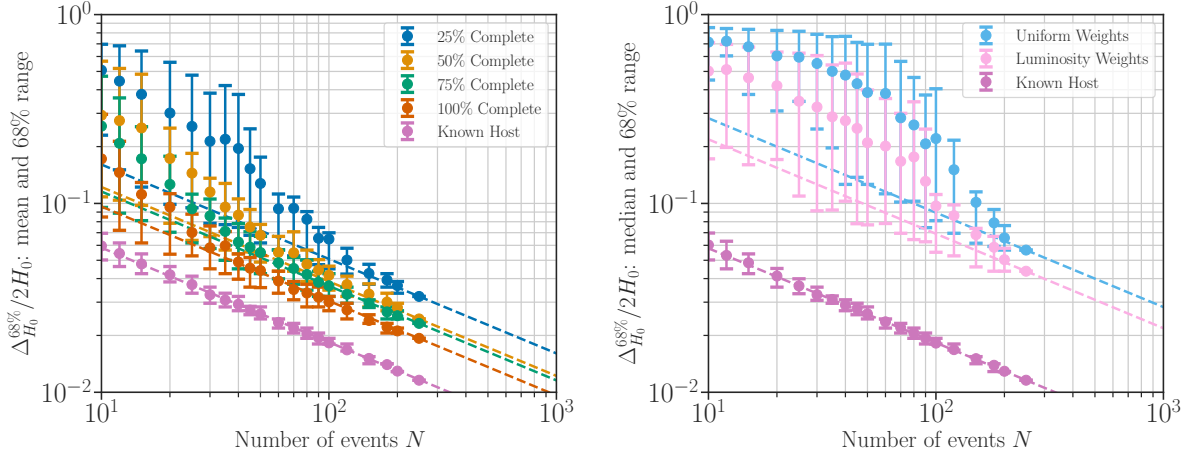 Δ^{68%}_{H_0}/2H_0: mean and 68% range
10^0
10^{-1}
10^{-2}
10^1
10^2
10^3
Number of events N
25% Complete
50% Complete
75% Complete
100% Complete
Known Host
Δ^{68%}_{H_0}/2H_0: median and 68% range
10^0
10^{-1}
10^{-2}
10^1
10^2
10^3
Number of events N
Uniform Weights
Luminosity Weights
Known Host